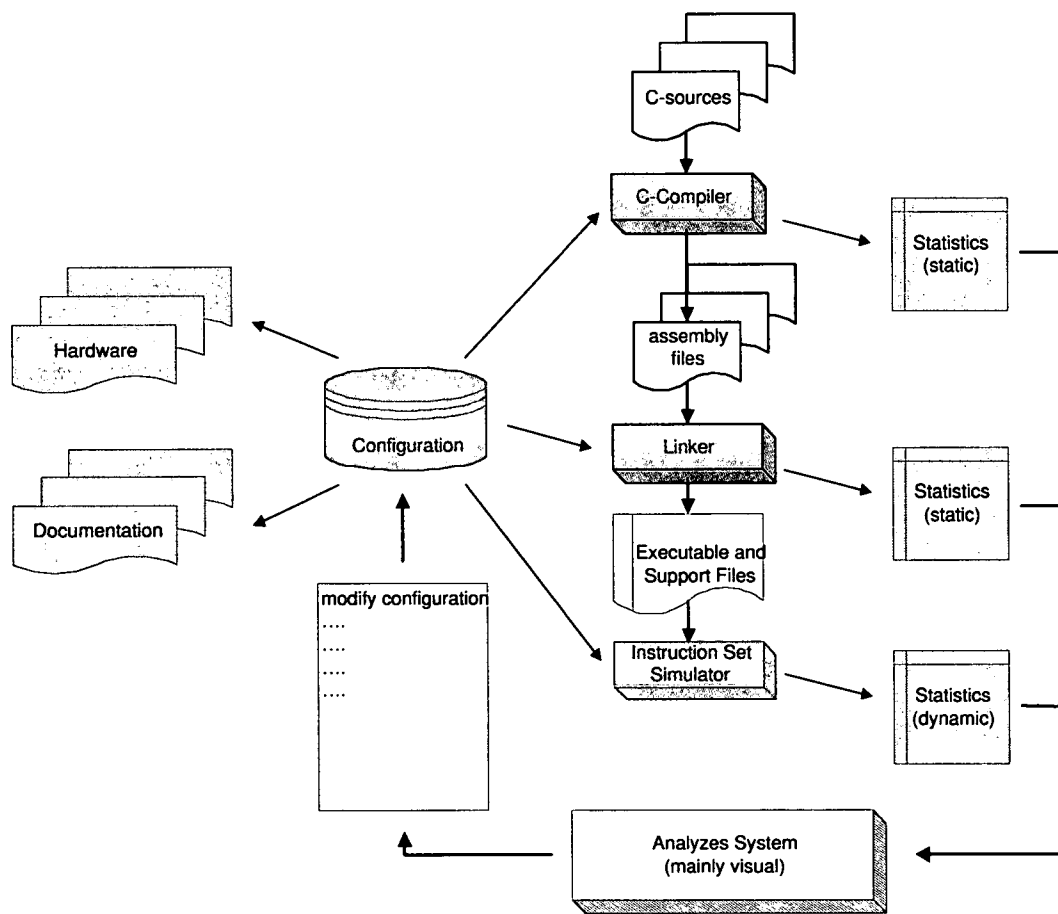 C-sources
C-Compiler
Statistics
(static)
Hardware
assembly
files
Configuration
Linker
Statistics
(static)
Documentation
Executable and
Support Files
modify configuration
....
....
....
....
Instruction Set
Simulator
Statistics
(dynamic)
Analyzes System
(mainly visual)